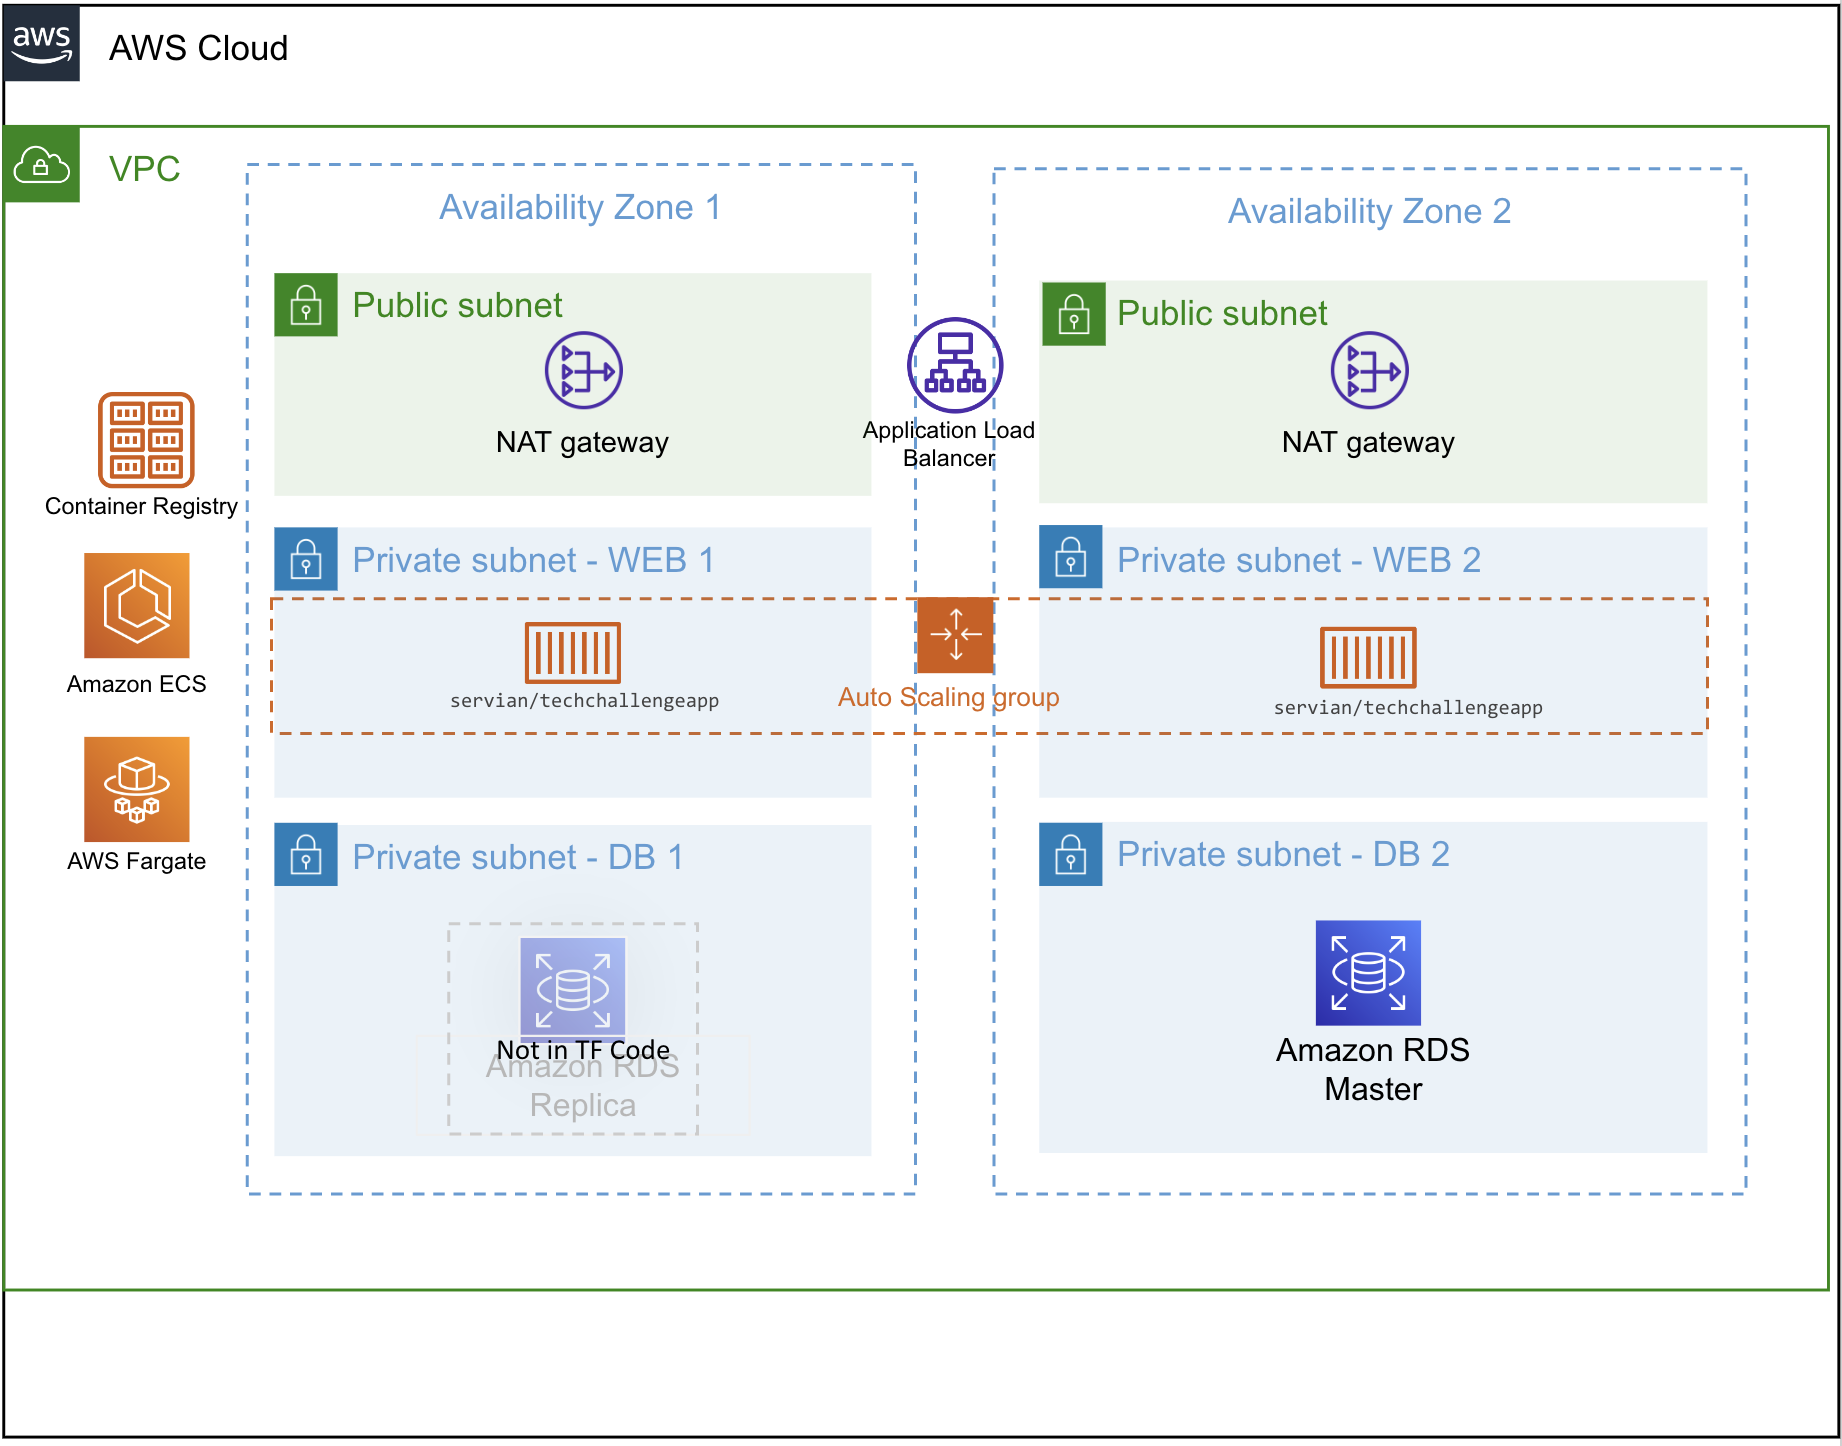 aws
AWS Cloud
VPC
Availability Zone 1
Availability Zone 2
Public subnet
Public subnet
NAT gateway
Application Load
Balancer
NAT gateway
Container Registry
Private subnet - WEB 1
Private subnet - WEB 2
servian/techchallengeapp
Auto Scaling group
servian/techchallengeapp
Amazon ECS
AWS Fargate
Private subnet - DB 1
Private subnet - DB 2
Not in TF Code
Amazon RDS
Replica
Amazon RDS
Master